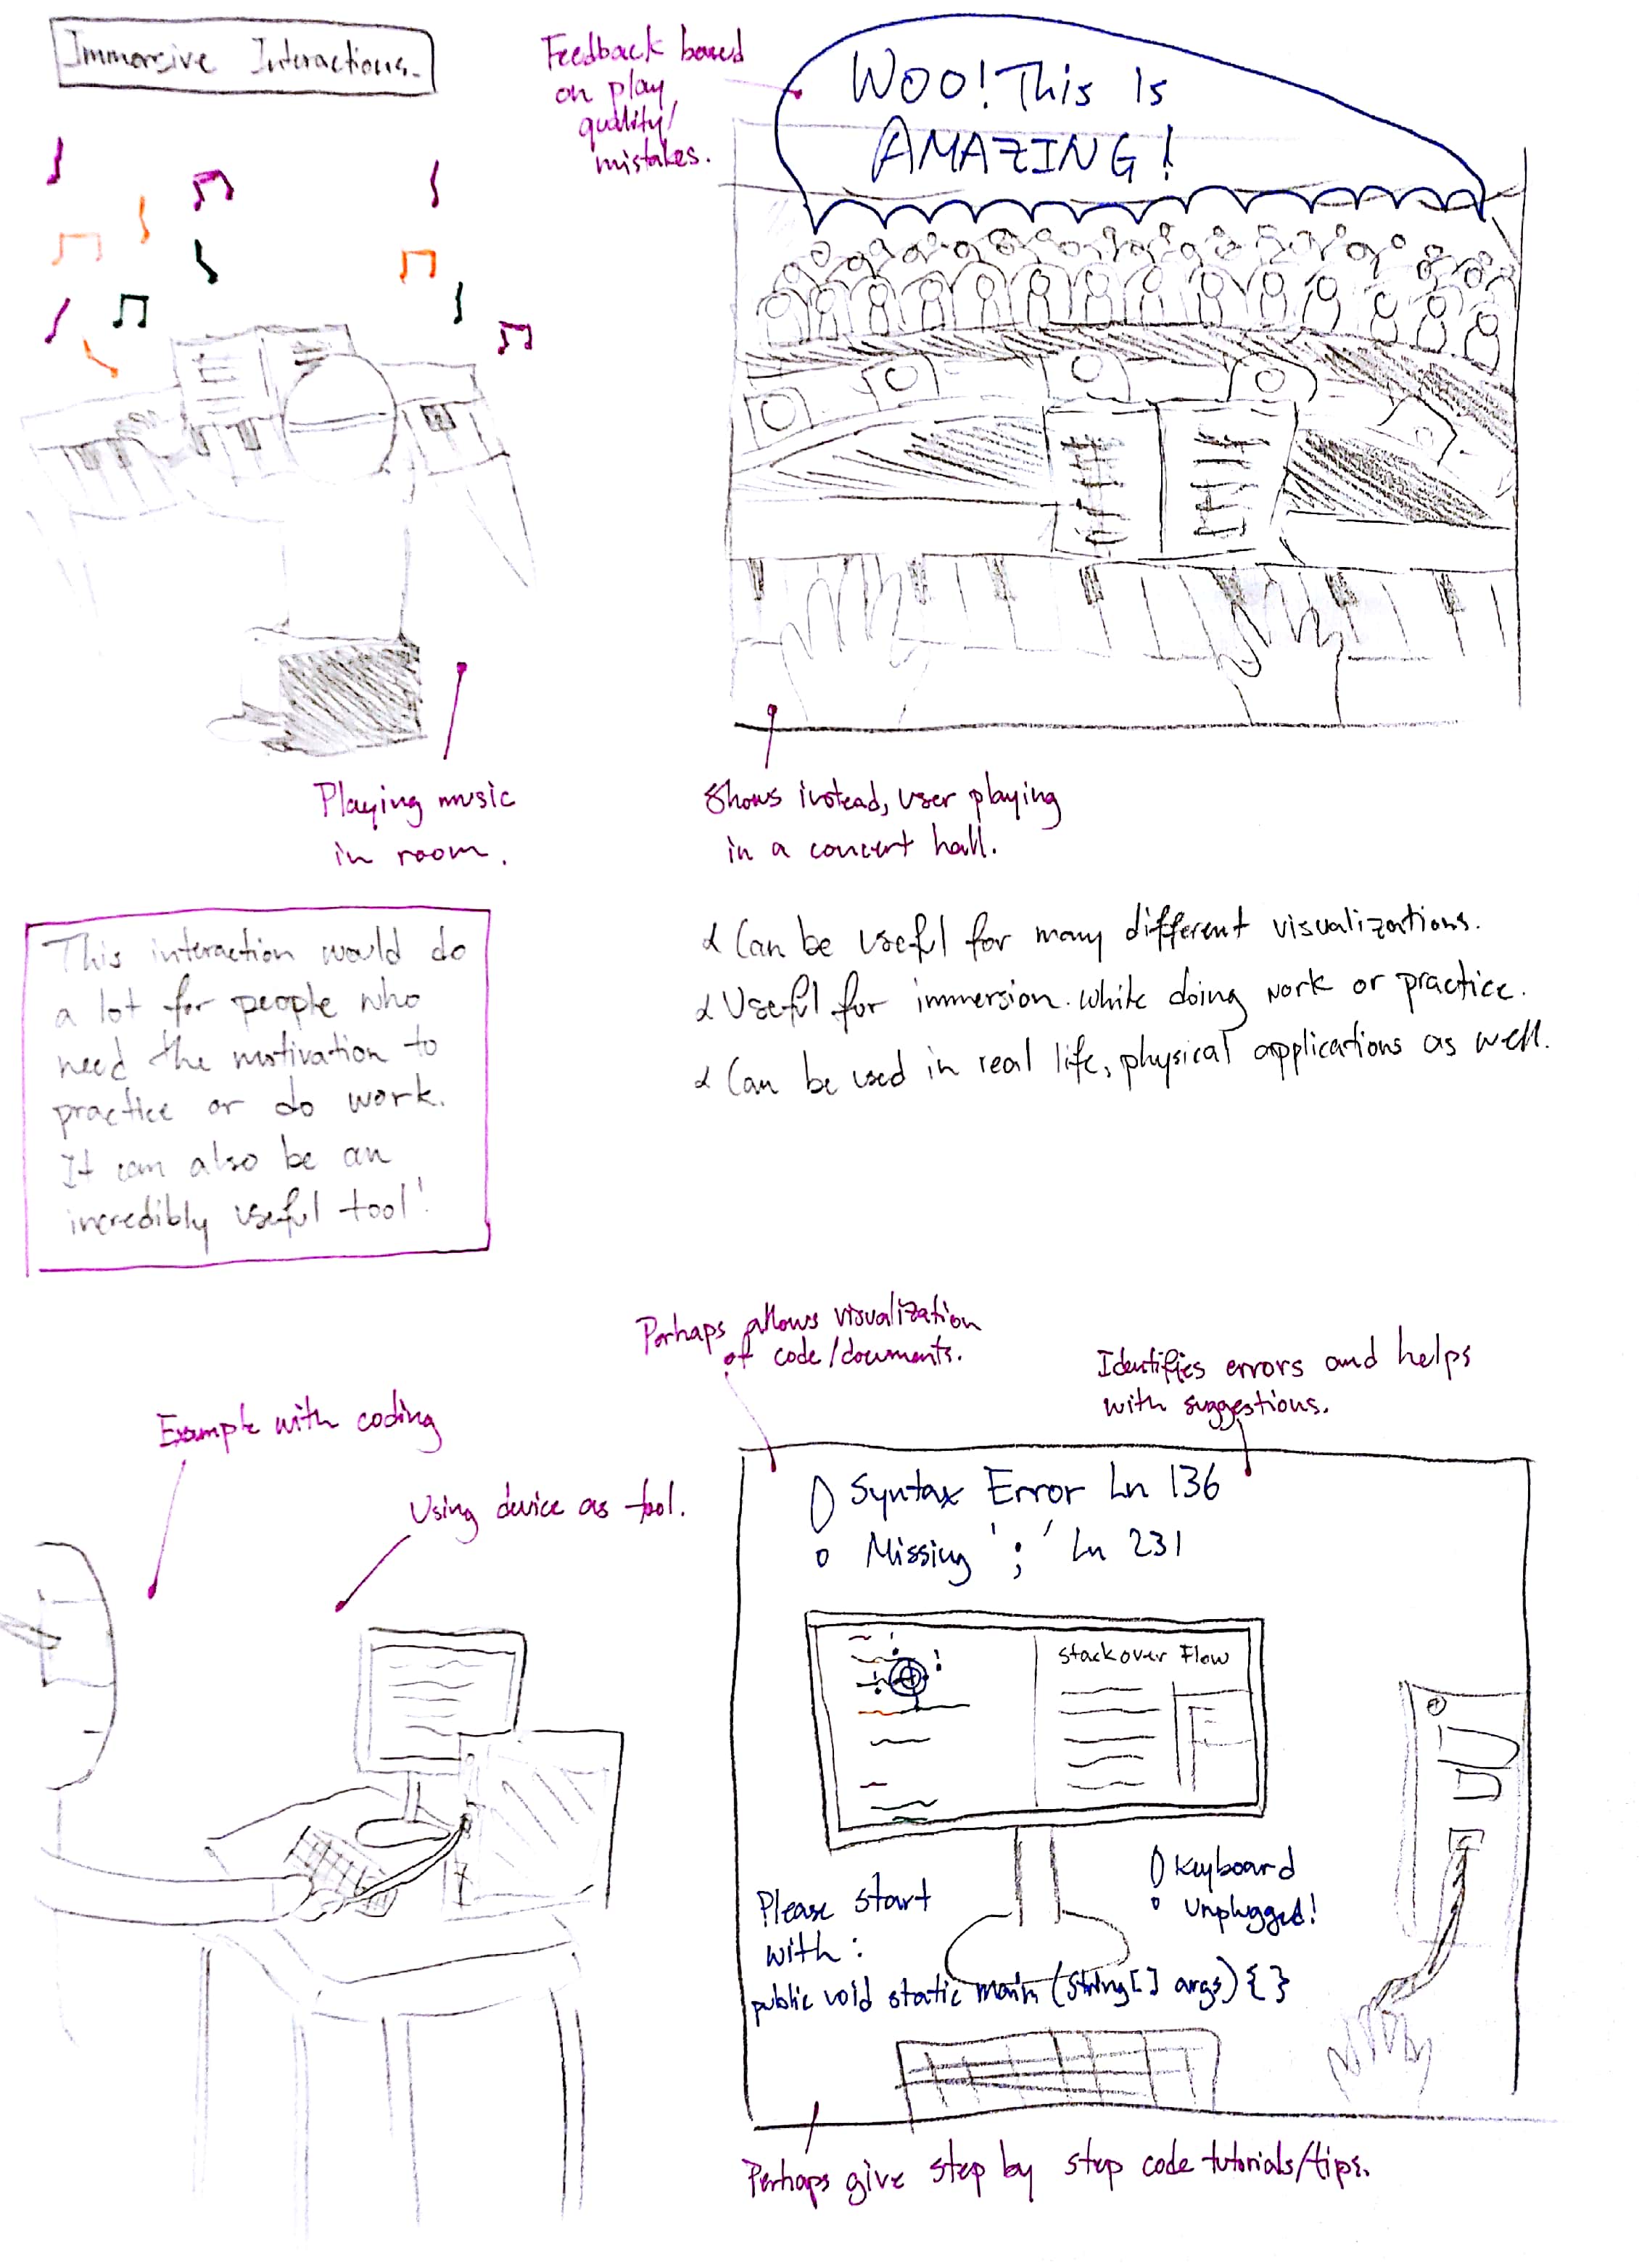 Immersive Interactions.
Feedback based
on play
quality/
mistakes.
WOO! This is
AMAZING!
Playing music
in room.
Shows instead, user playing
in a concert hall.
This interaction would do
a lot for people who
need the motivation to
practice or do work.
It can also be an
incredibly useful tool!
Can be useful for many different visualizations.
Useful for immersion while doing work or practice.
Can be used in real life, physical applications as well.
Perhaps allows visualization
of code/documents.
Identifies errors and helps
with suggestions.
Example with coding
Using device as tool.
Syntax Error Ln 136
Missing ';' Ln 231
Stackover Flow
Keyboard
Unplugged!
Please start
with:
public void static main (String[] args) { }
Perhaps give step by step code tutorials/tips.